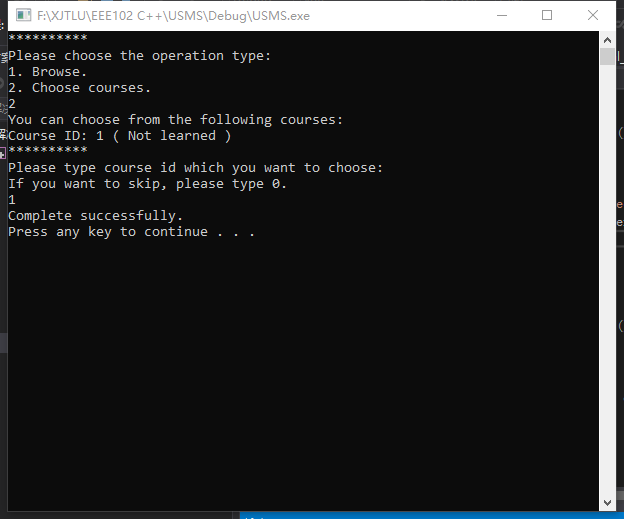 F:\XJTLU\EEE102 C++\USMS\Debug\USMS.exe
**********
Please choose the operation type:
1. Browse.
2. Choose courses.
2
You can choose from the following courses:
Course ID: 1 ( Not learned )
**********
Please type course id which you want to choose:
If you want to skip, please type 0.
1
Complete successfully.
Press any key to continue . . .